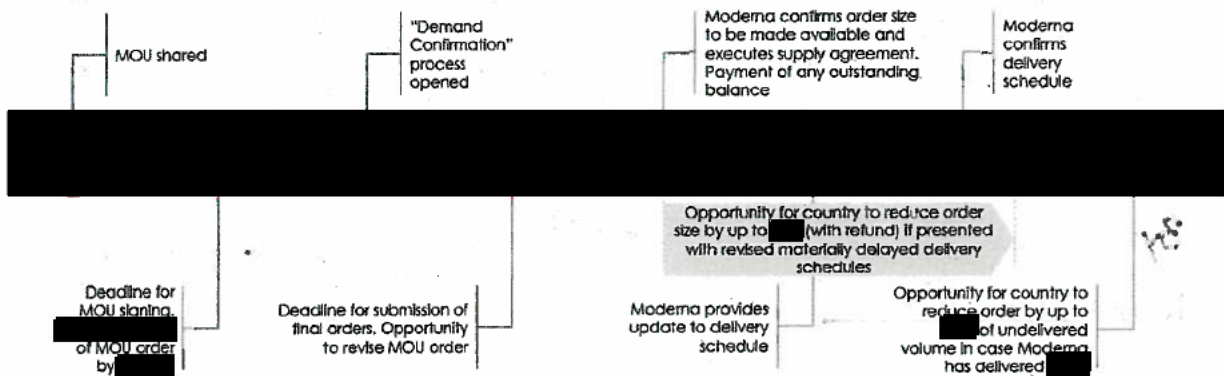 MOU shared
"Demand
Confirmation"
process
opened
Moderna confirms order size
to be made available and
executes supply agreement.
Payment of any outstanding
balance
Moderna
confirms
delivery
schedule
Opportunity for country to reduce order
size by up to (with refund) if presented
with revised materially delayed delivery
schedules
Deadline for
MOU signing.
of MOU order
by
Deadline for submission of
final orders. Opportunity
to revise MOU order
Moderna provides
update to delivery
schedule
Opportunity for country to
reduce order by up to
of undelivered
volume in case Moderna
has delivered